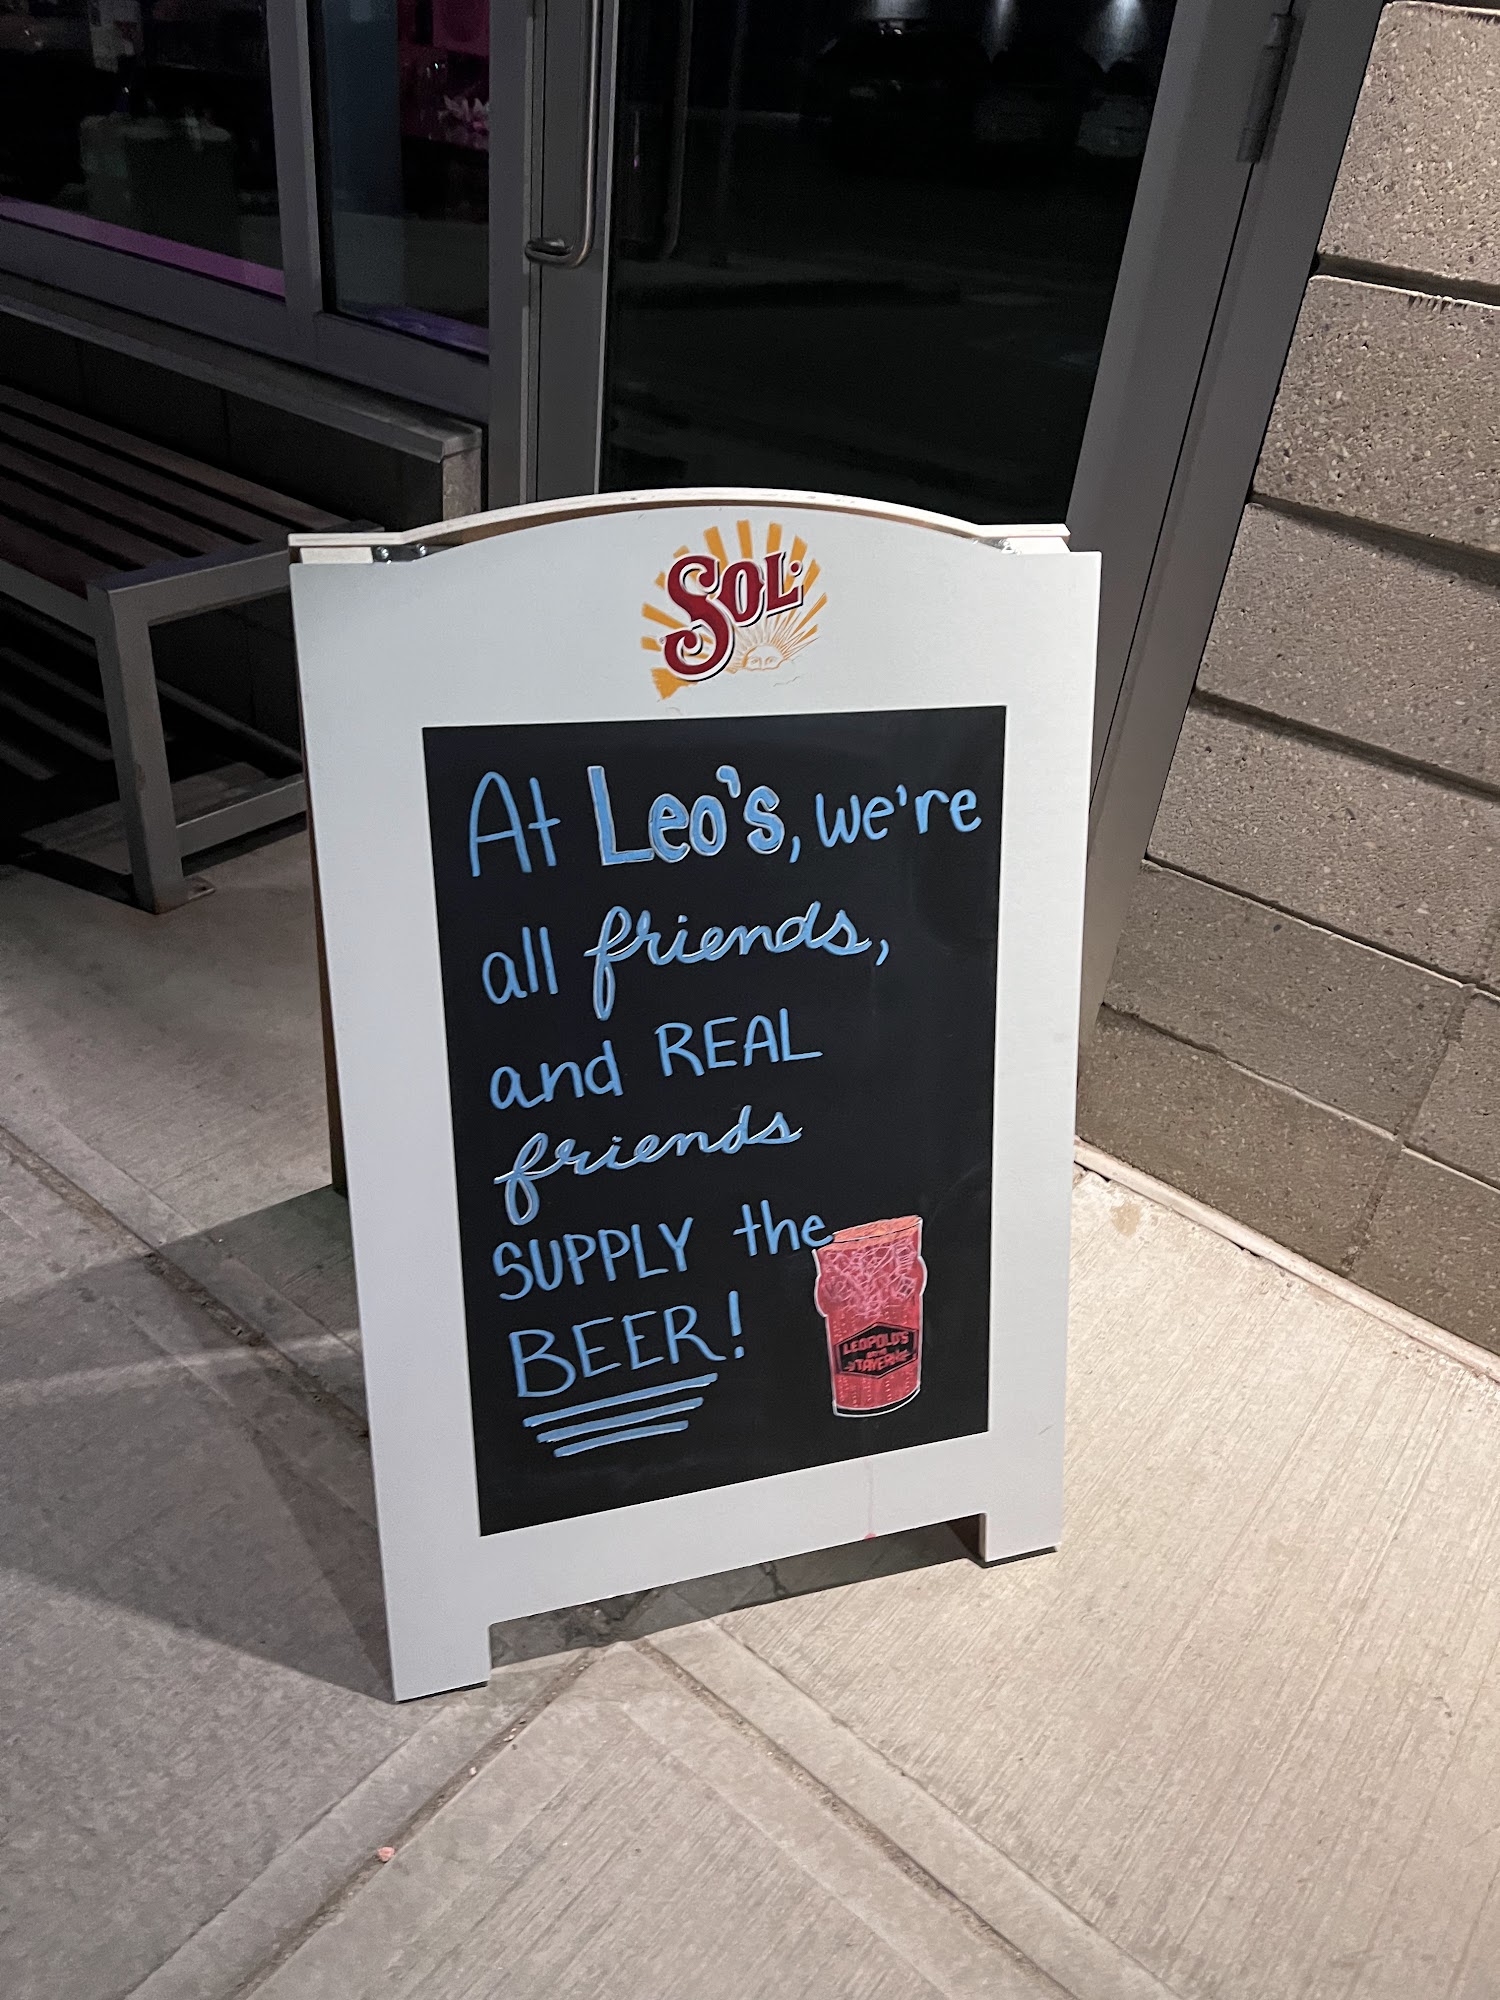 SOL
At Leo's, we're
all friends,
and REAL
friends
SUPPLY the
BEER!
LEOPOLD'S
TAVERN